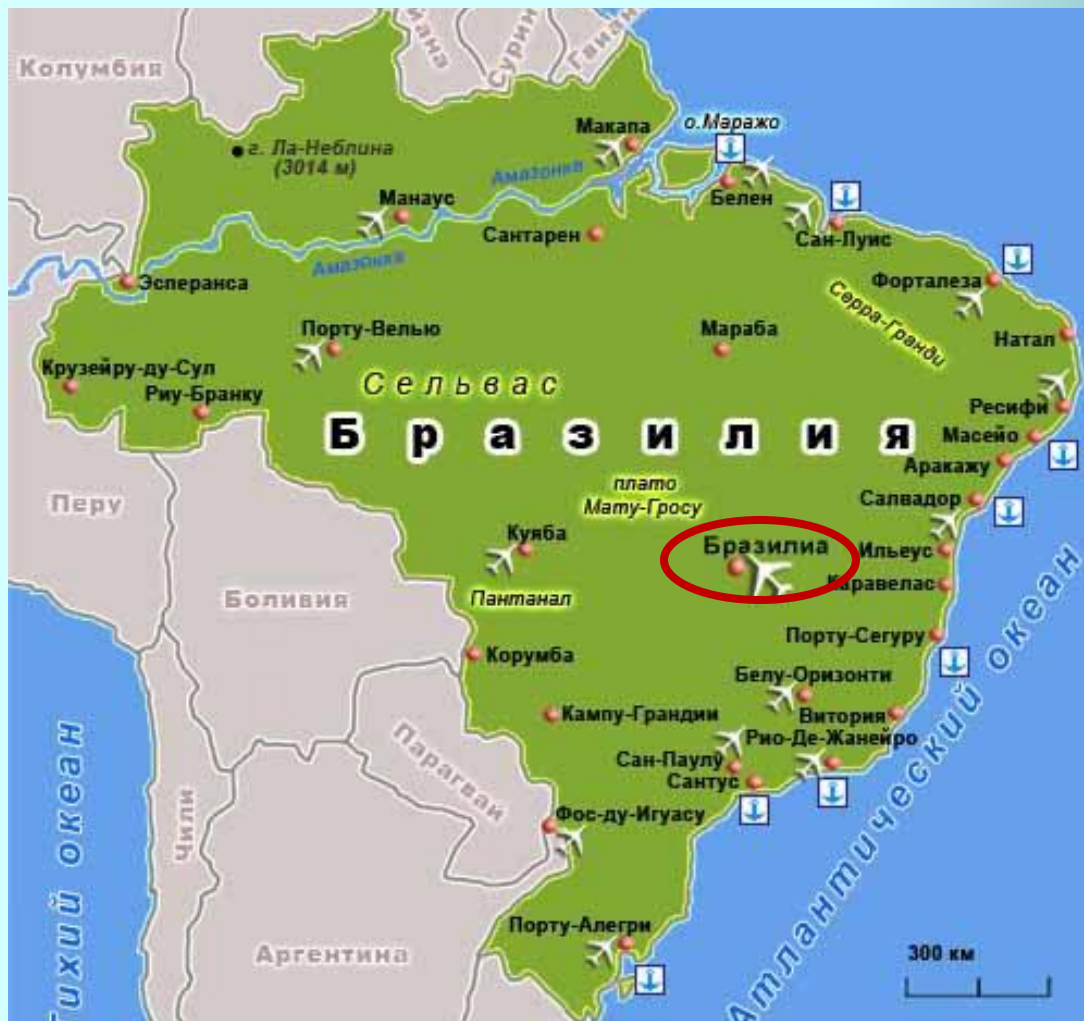 Колумбия
Сурин
г. Ла-Неблина
(3014 м)
Макапа
о.Маражо
Амазонка
Манаус
Белен
Сантарен
Сан-Луис
Амазонка
Эсперанса
Форталеза
Серра-Гранди
Порту-Велью
Мараба
Натал
Крузейру-ду-Сул
Риу-Бранку
Сельвас
Ресифи
Бразилия
Масейо
Аракажу
Перу
плато
Мату-Гросу
Салвадор
Куяба
Бразилиа
Ильеус
Каравелас
Боливия
Пантанал
Порту-Сегуру
Корумба
Белу-Оризонти
Кампу-Грандии
Витория
Рио-Де-Жанейро
Парагвай
Сан-Паулу
Сантус
Чили
Фос-ду-Игуасу
Тихий океан
Атлантический океан
Порту-Алегри
Аргентина
300 км